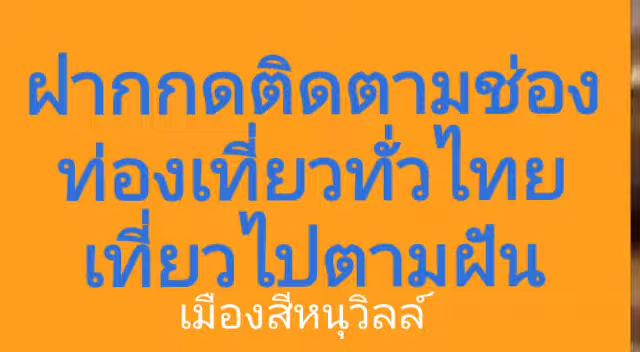 ฝากกดติดตามช่อง
ท่องเที่ยวทั่วไทย
เที่ยวไปตามฝัน
เมืองสีหนุวิลล์